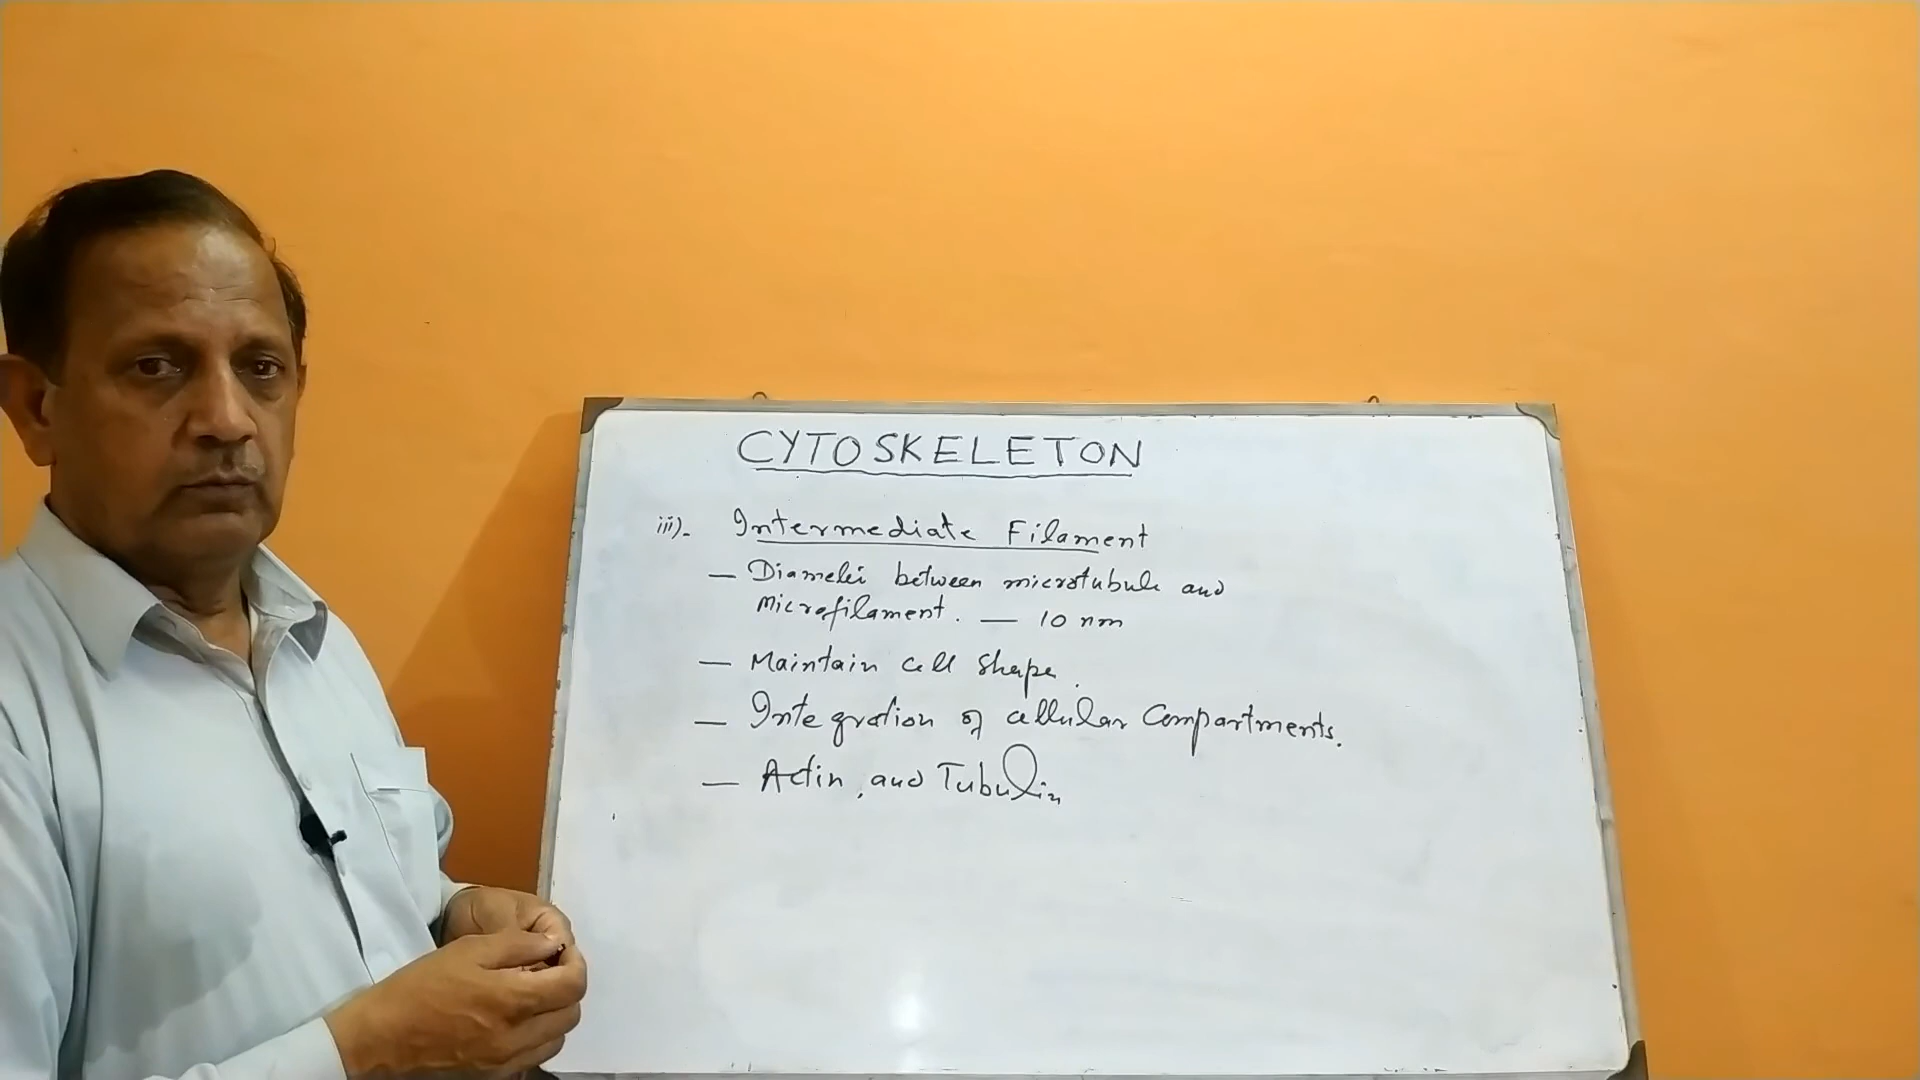 CYTOSKELETON
iii)- Intermediate Filament
— Diameter between microtubule and
Microfilament. — 10 nm
— Maintain cell shape.
— Integration of cellular Compartments.
— Actin, and Tubulin